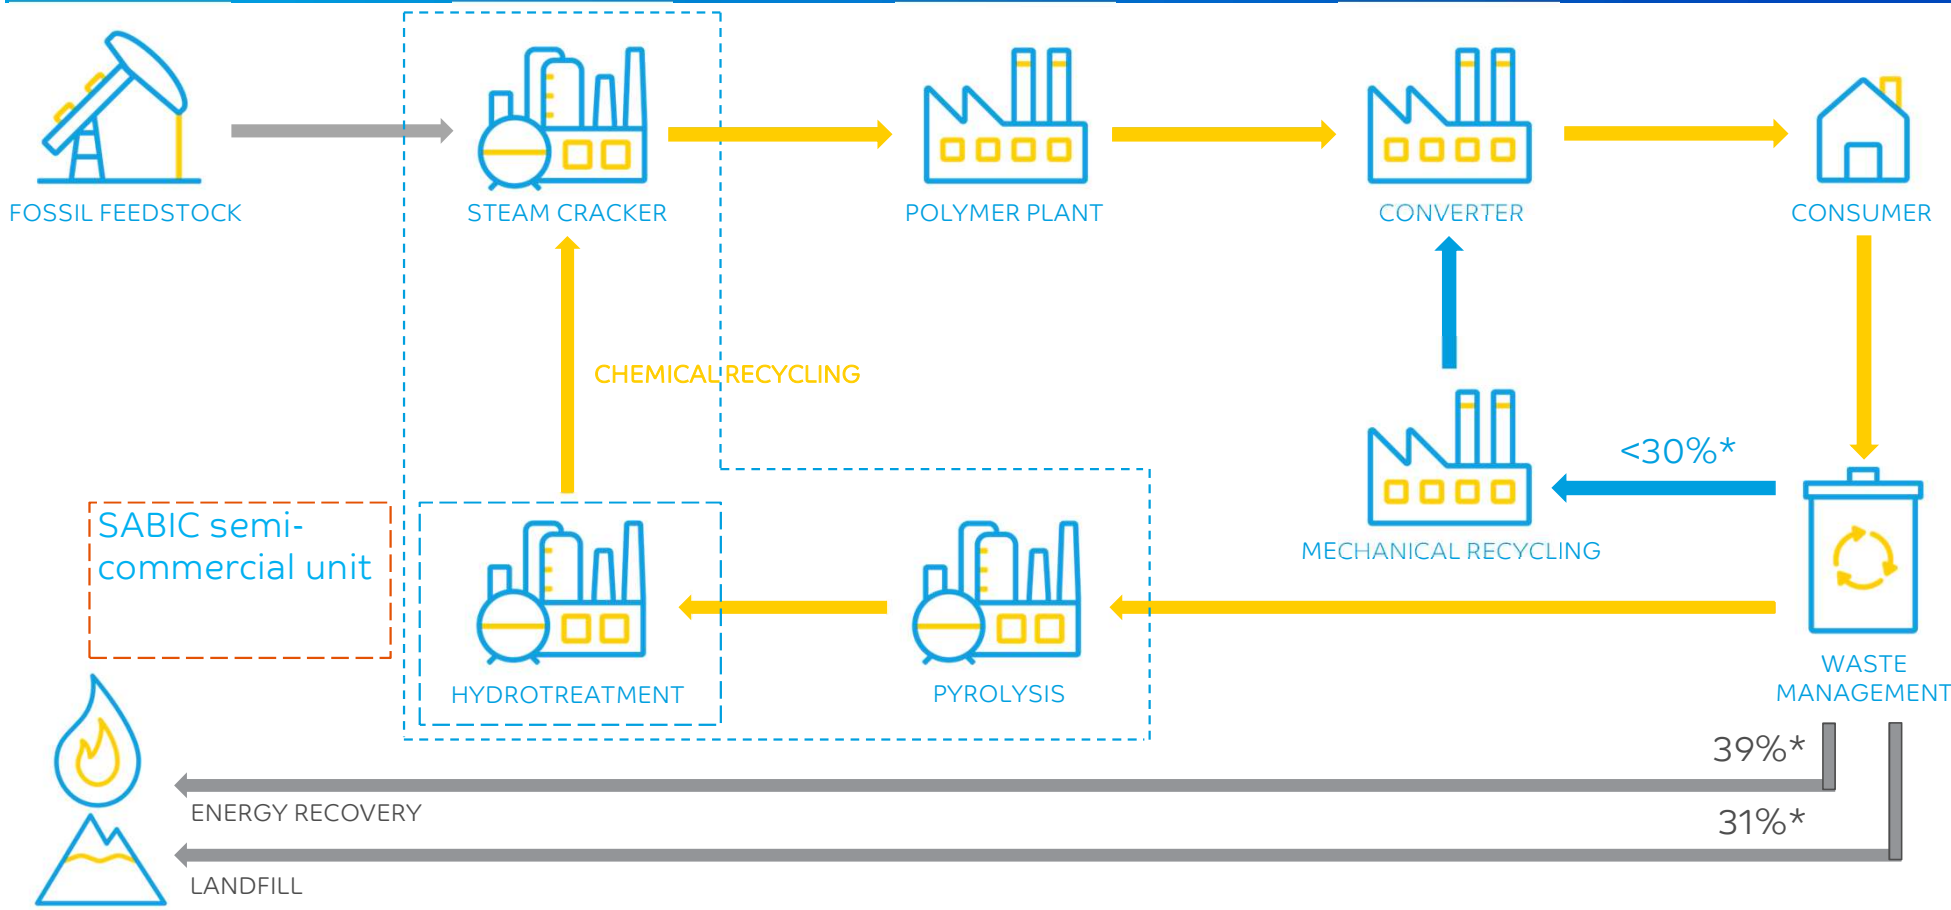 FOSSIL FEEDSTOCK
STEAM CRACKER
POLYMER PLANT
CONVERTER
CONSUMER
CHEMICAL RECYCLING
<30%*
MECHANICAL RECYCLING
SABIC semi-
commercial unit
HYDROTREATMENT
PYROLYSIS
WASTE
MANAGEMENT
39%*
ENERGY RECOVERY
31%*
LANDFILL